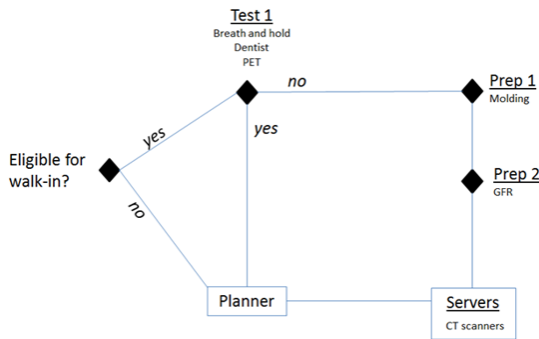 Test 1
Breath and hold
Dentist
PET
no
Prep 1
Molding
yes
yes
Eligible for
walk-in?
Prep 2
GFR
no
Planner
Servers
CT scanners